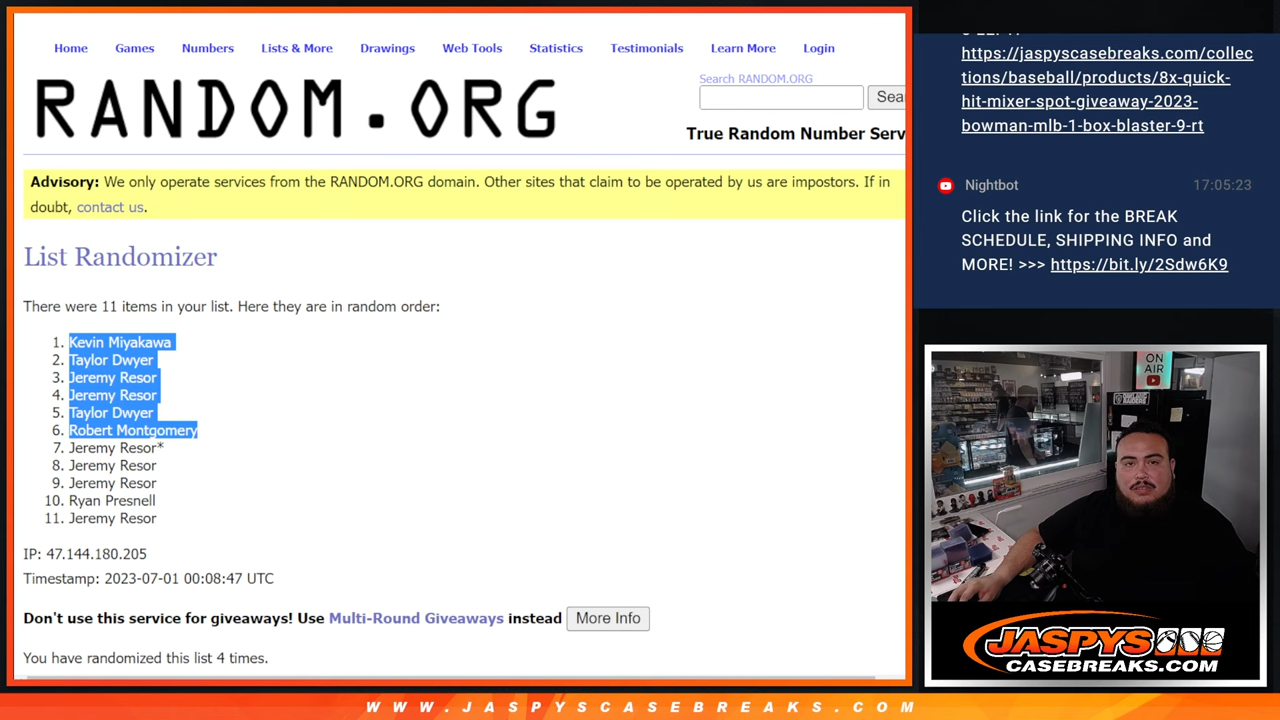 Home Games Numbers Lists & More Drawings Web Tools Statistics Testimonials Learn More Login
RANDOM.ORG
Search RANDOM.ORG
True Random Number Serv
Advisory: We only operate services from the RANDOM.ORG domain. Other sites that claim to be operated by us are impostors. If in
doubt, contact us.
List Randomizer
There were 11 items in your list. Here they are in random order:
1. Kevin Miyakawa
2. Taylor Dwyer
3. Jeremy Resor
4. Jeremy Resor
5. Taylor Dwyer
6. Robert Montgomery
7. Jeremy Resor*
8. Jeremy Resor
9. Jeremy Resor
10. Ryan Presnell
11. Jeremy Resor
IP: 47.144.180.205
Timestamp: 2023-07-01 00:08:47 UTC
Don't use this service for giveaways! Use Multi-Round Giveaways instead More Info
You have randomized this list 4 times.
https://jaspyscasebreaks.com/collec
tions/baseball/products/8x-quick-
hit-mixer-spot-giveaway-2023-
bowman-mlb-1-box-blaster-9-rt
Nightbot 17:05:23
Click the link for the BREAK
SCHEDULE, SHIPPING INFO and
MORE! >>> https://bit.ly/2Sdw6K9
ON
AIR
JASPYS
CASEBREAKS.COM
WWW.JASPYSCASEBREAKS.COM